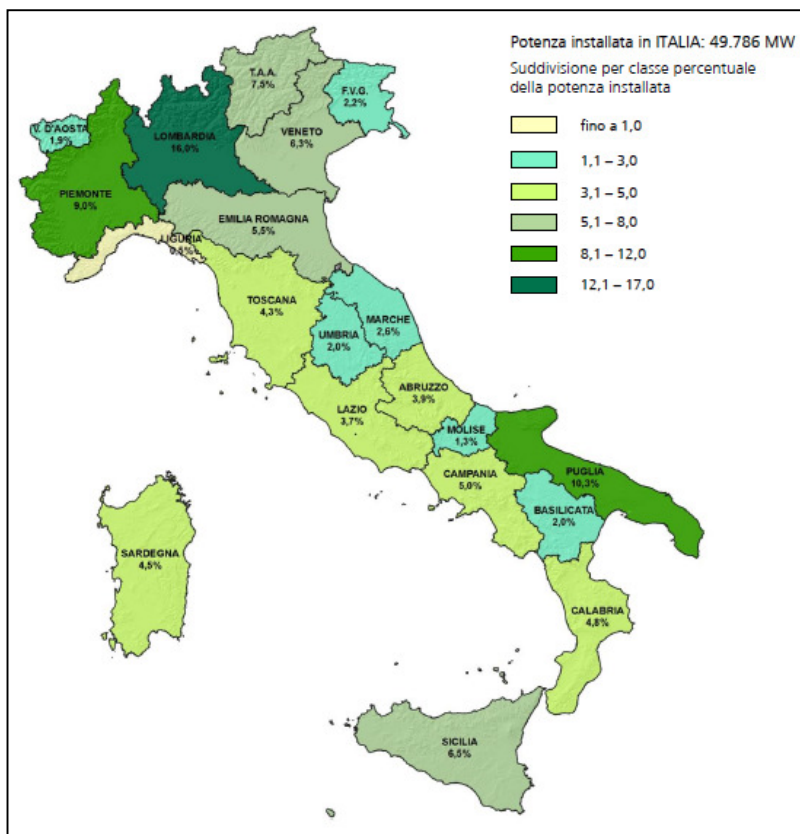 Potenza installata in ITALIA: 49.786 MW
Suddivisione per classe percentuale
della potenza installata
fino a 1,0
1,1 – 3,0
3,1 – 5,0
5,1 – 8,0
8,1 – 12,0
12,1 – 17,0
T.A.A.
7,5%
F.V.G.
2,2%
V. D'AOSTA
1,9%
LOMBARDIA
16,0%
VENETO
6,3%
PIEMONTE
9,0%
EMILIA ROMAGNA
5,5%
LIGURIA
0,5%
TOSCANA
4,3%
MARCHE
2,6%
UMBRIA
2,0%
ABRUZZO
3,9%
LAZIO
3,7%
MOLISE
1,3%
CAMPANIA
5,0%
PUGLIA
10,3%
BASILICATA
2,0%
SARDEGNA
4,5%
CALABRIA
4,8%
SICILIA
6,5%